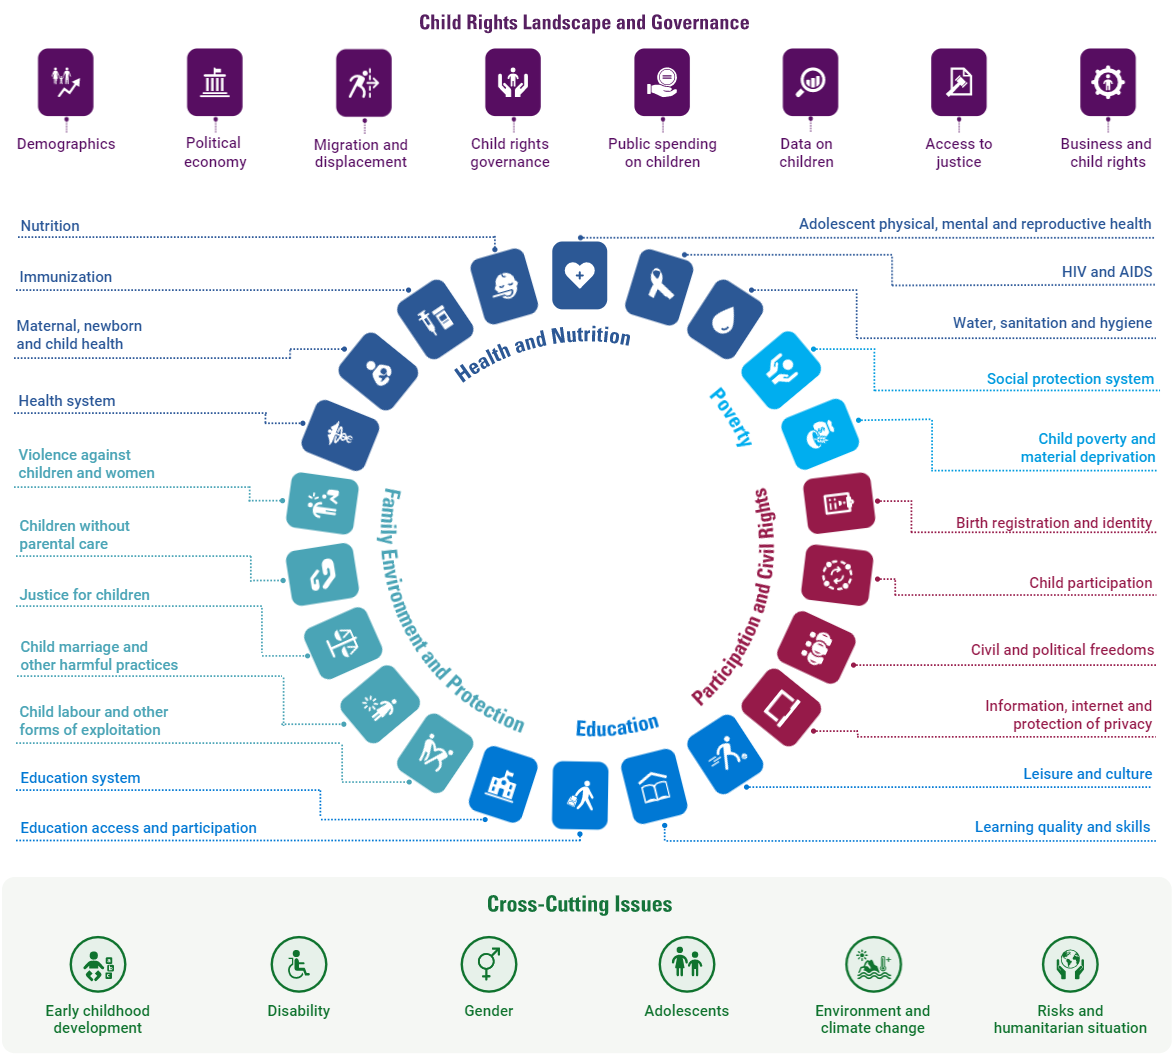 Child Rights Landscape and Governance
Demographics
Political
economy
Migration and
displacement
Child rights
governance
Public spending
on children
Data on
children
Access to
justice
Business and
child rights
Nutrition
Immunization
Maternal, newborn
and child health
Health system
Violence against
children and women
Children without
parental care
Justice for children
Child marriage and
other harmful practices
Child labour and other
forms of exploitation
Education system
Education access and participation
Adolescent physical, mental and reproductive health
HIV and AIDS
Water, sanitation and hygiene
Social protection system
Child poverty and
material deprivation
Birth registration and identity
Child participation
Civil and political freedoms
Information, internet and
protection of privacy
Leisure and culture
Learning quality and skills
Health and Nutrition
Poverty
Participation and Civil Rights
Education
Family Environment and Protection
Cross-Cutting Issues
Early childhood
development
Disability
Gender
Adolescents
Environment and
climate change
Risks and
humanitarian situation